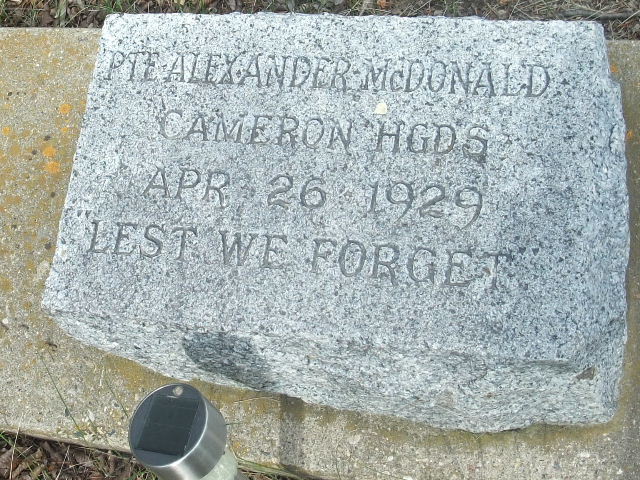 PTE ALEXANDER McDONALD
CAMERON HGDS
APR 26 1929
"LEST WE FORGET"